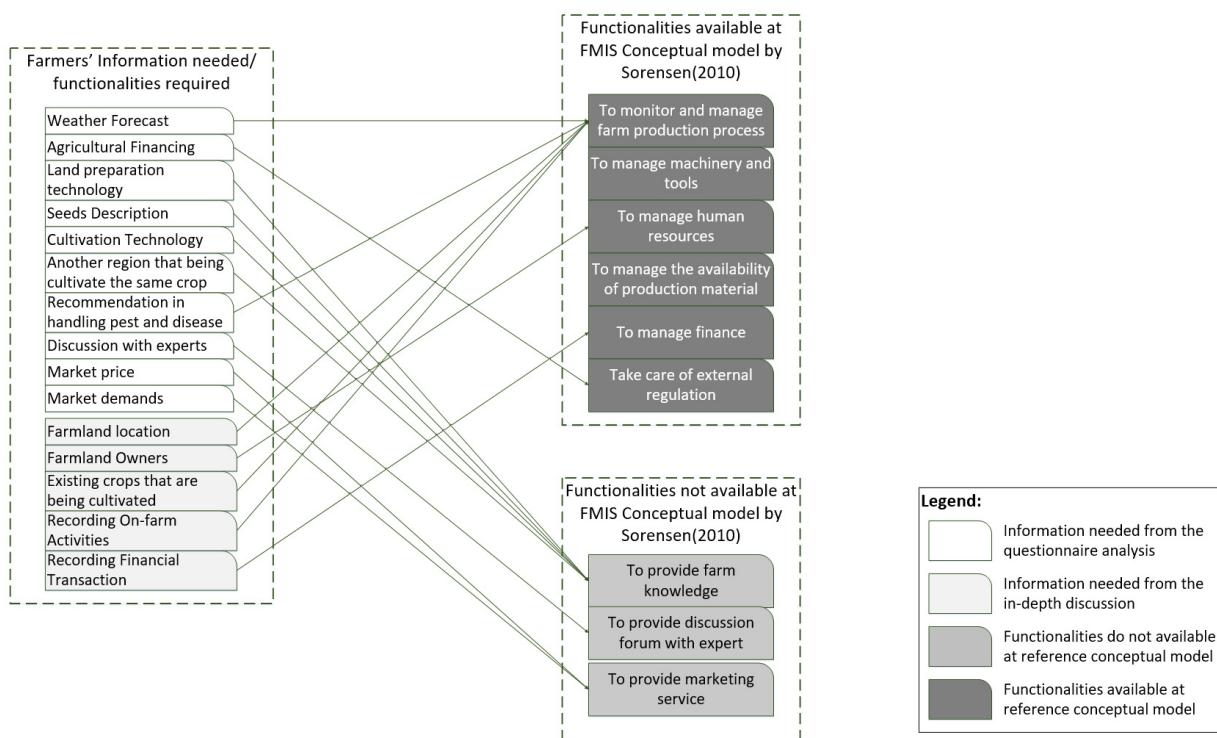 Farmers' Information needed/
functionalities required
Weather Forecast
Agricultural Financing
Land preparation
technology
Seeds Description
Cultivation Technology
Another region that being
cultivate the same crop
Recommendation in
handling pest and disease
Discussion with experts
Market price
Market demands
Farmland location
Farmland Owners
Existing crops that are
being cultivated
Recording On-farm
Activities
Recording Financial
Transaction
Functionalities available at
FMIS Conceptual model by
Sorensen(2010)
To monitor and manage
farm production process
To manage machinery and
tools
To manage human
resources
To manage the availability
of production material
To manage finance
Take care of external
regulation
Functionalities not available at
FMIS Conceptual model by
Sorensen(2010)
To provide farm
knowledge
To provide discussion
forum with expert
To provide marketing
service
Legend:
Information needed from the
questionnaire analysis
Information needed from the
in-depth discussion
Functionalities do not available
at reference conceptual model
Functionalities available at
reference conceptual model